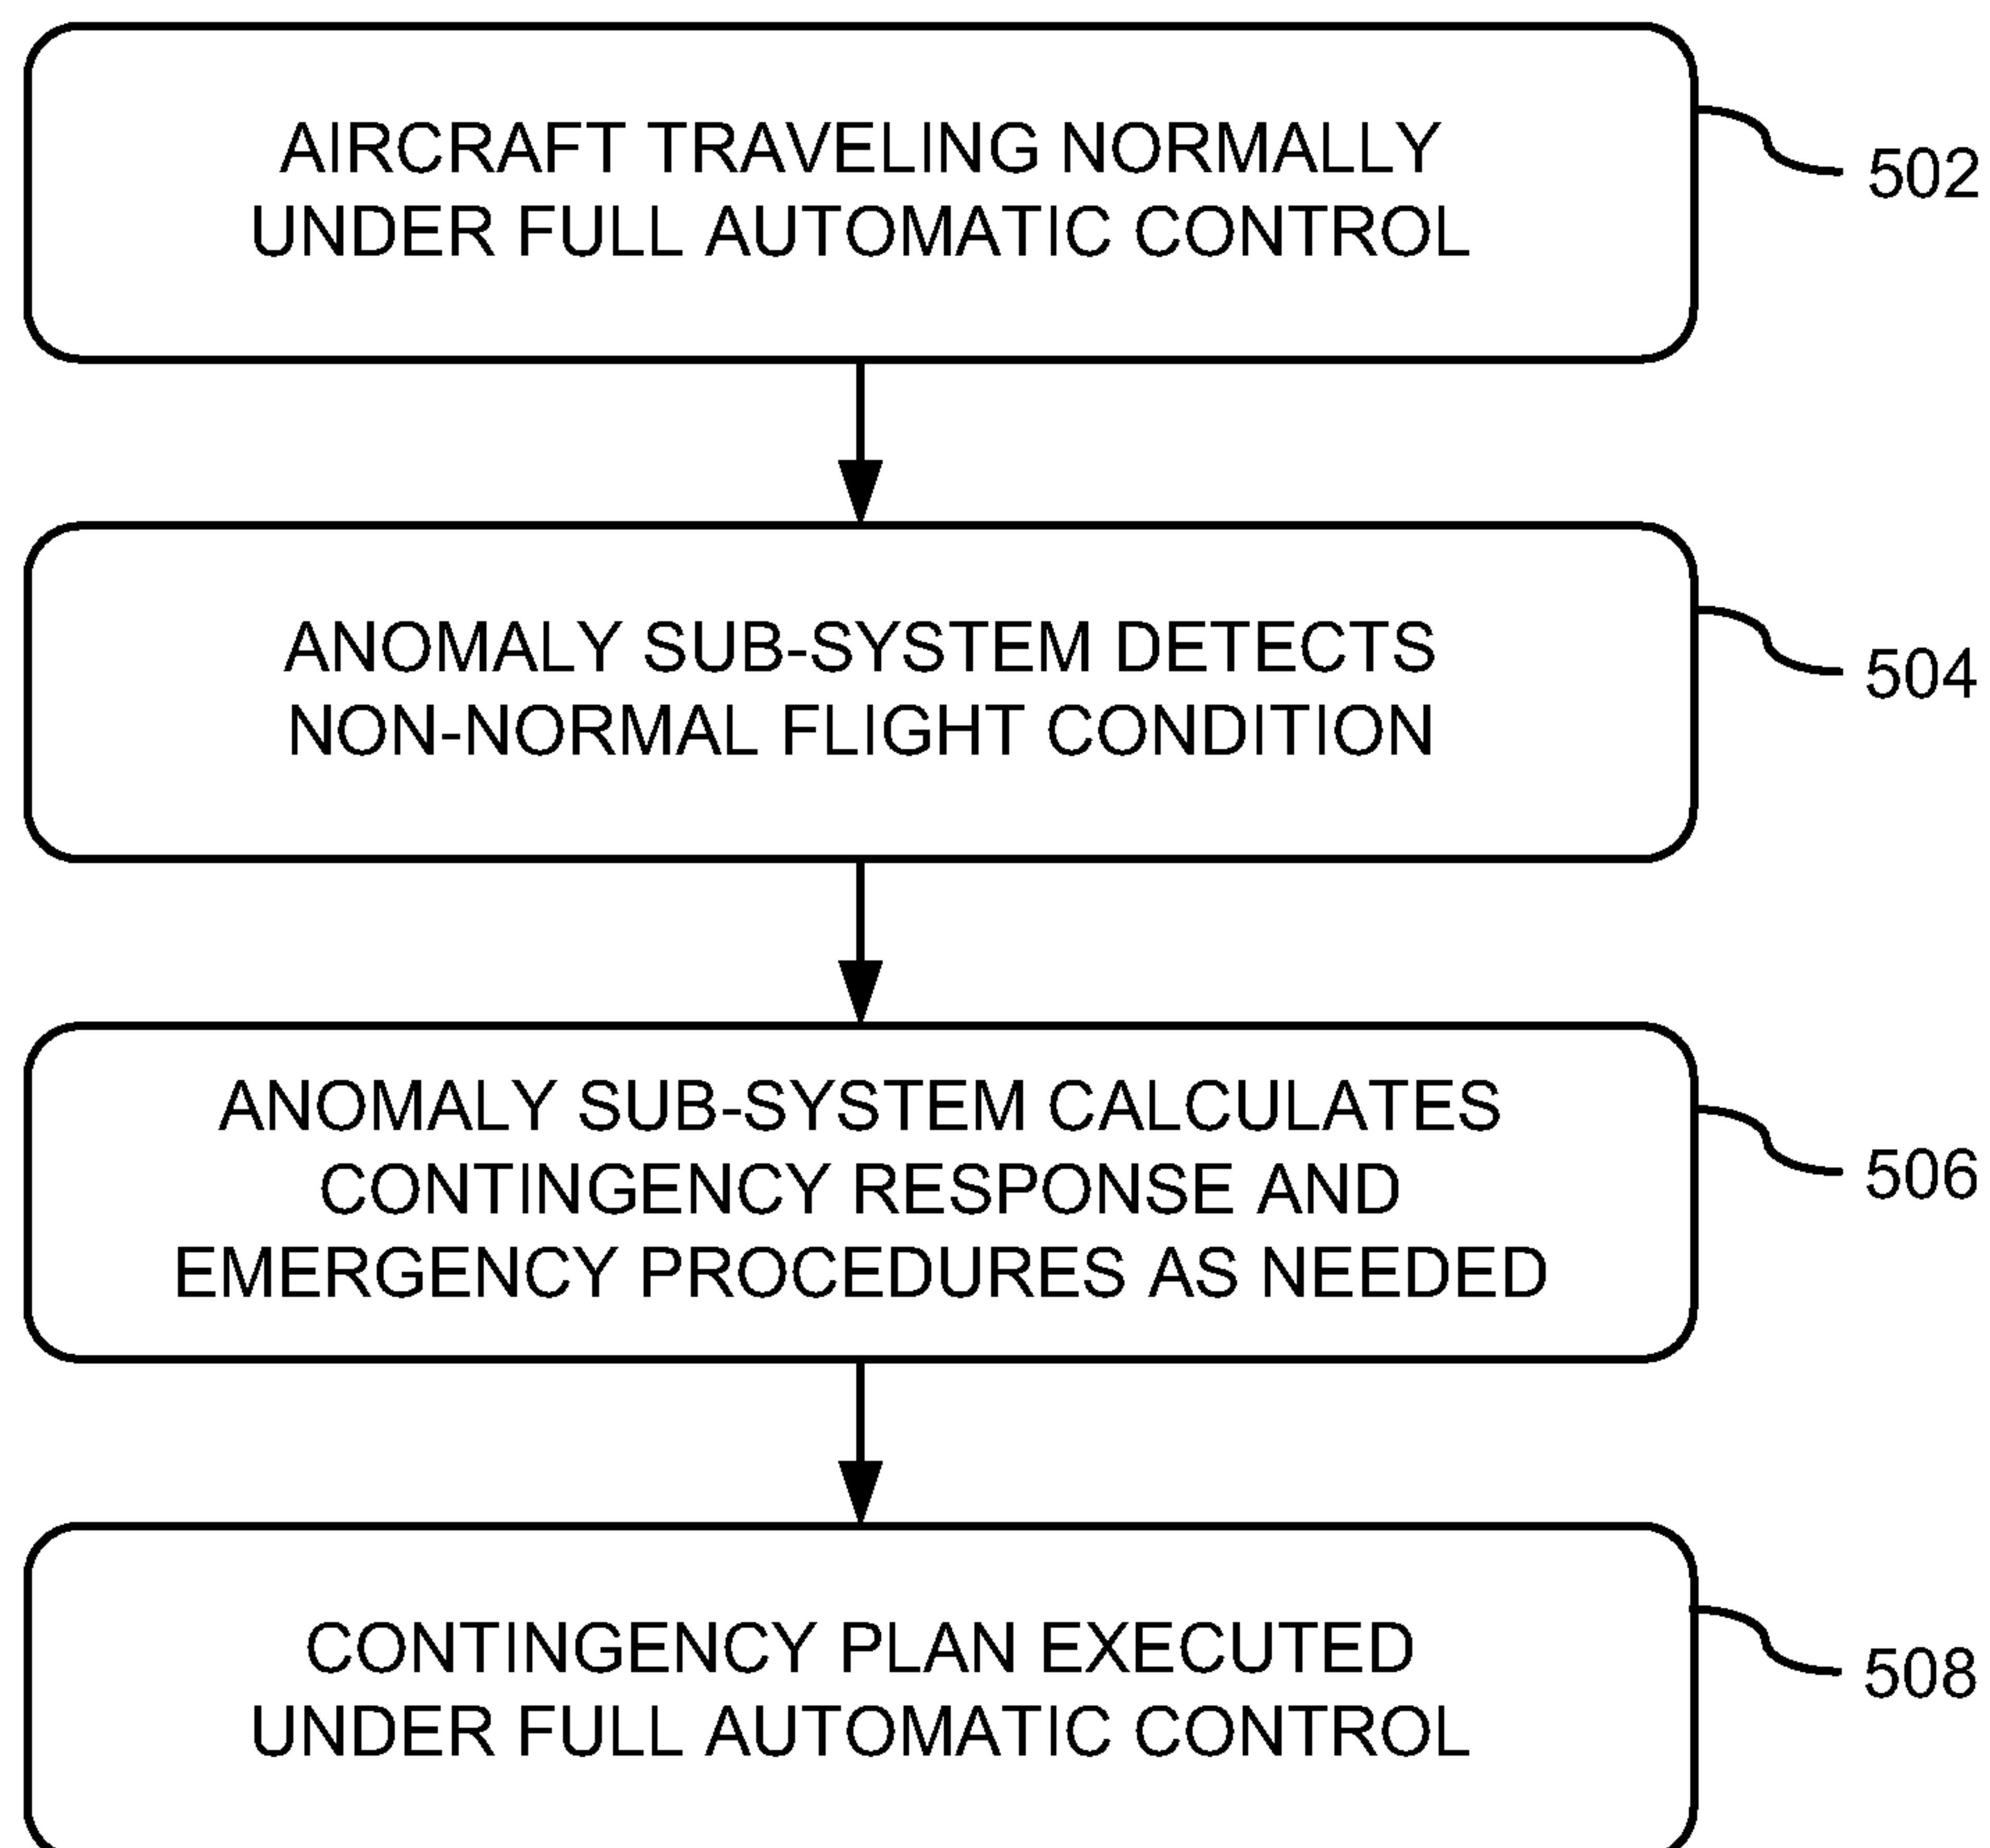 AIRCRAFT TRAVELING NORMALLY
UNDER FULL AUTOMATIC CONTROL
502
ANOMALY SUB-SYSTEM DETECTS
NON-NORMAL FLIGHT CONDITION
504
ANOMALY SUB-SYSTEM CALCULATES
CONTINGENCY RESPONSE AND
EMERGENCY PROCEDURES AS NEEDED
506
CONTINGENCY PLAN EXECUTED
UNDER FULL AUTOMATIC CONTROL
508